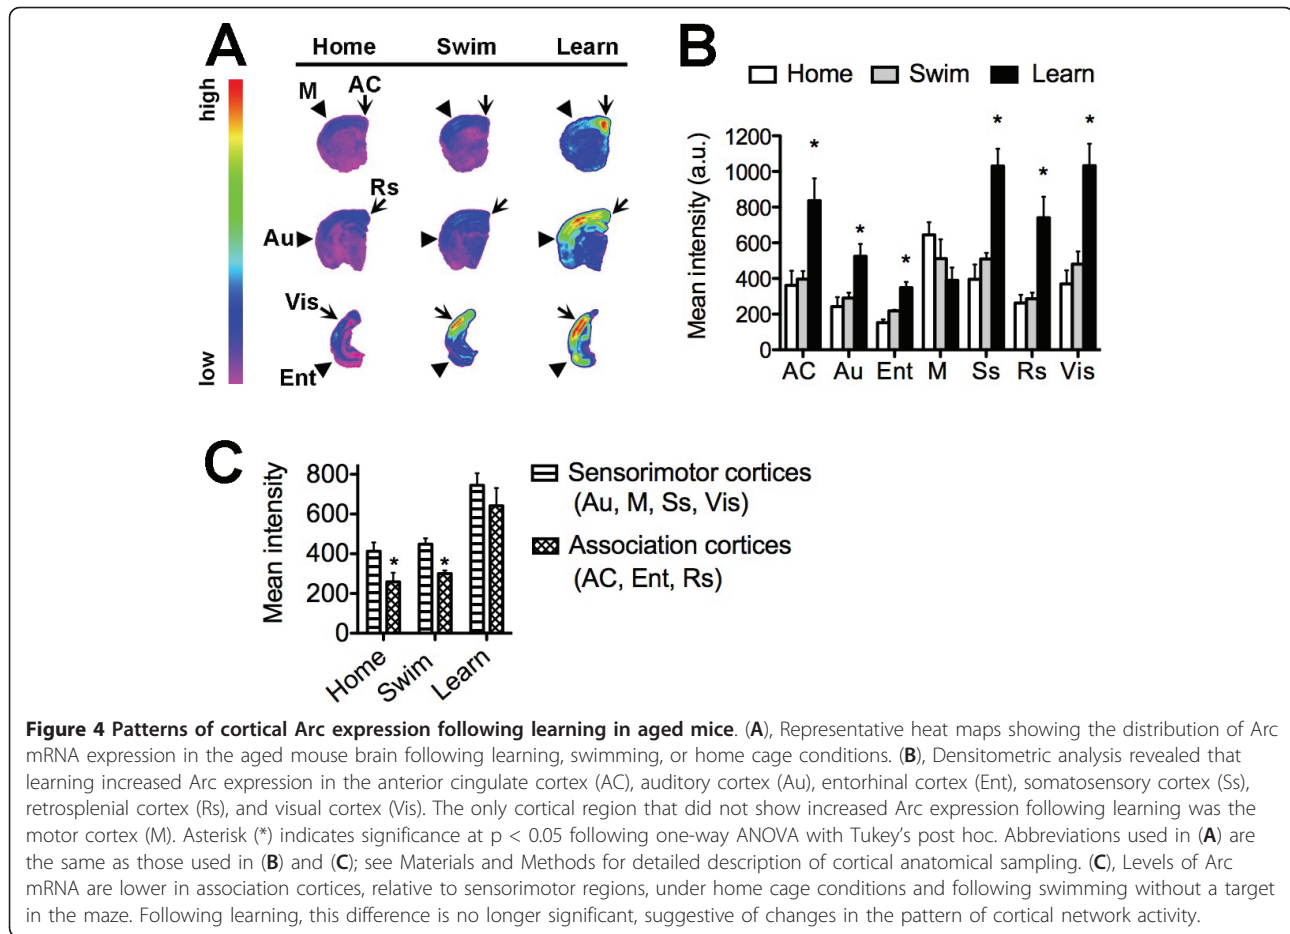 A
Home Swim Learn
high
low
M
AC
Rs
Au
Vis
Ent
B
Home Swim Learn
Mean intensity (a.u.)
1200
1000
800
600
400
200
0
* * * * * *
AC Au Ent M Ss Rs Vis
C
Mean intensity
800
600
400
200
0
* *
Home Swim Learn
Sensorimotor cortices
(Au, M, Ss, Vis)
Association cortices
(AC, Ent, Rs)
Figure 4 Patterns of cortical Arc expression following learning in aged mice. (A), Representative heat maps showing the distribution of Arc
mRNA expression in the aged mouse brain following learning, swimming, or home cage conditions. (B), Densitometric analysis revealed that
learning increased Arc expression in the anterior cingulate cortex (AC), auditory cortex (Au), entorhinal cortex (Ent), somatosensory cortex (Ss),
retrosplenial cortex (Rs), and visual cortex (Vis). The only cortical region that did not show increased Arc expression following learning was the
motor cortex (M). Asterisk (*) indicates significance at p < 0.05 following one-way ANOVA with Tukey's post hoc. Abbreviations used in (A) are
the same as those used in (B) and (C); see Materials and Methods for detailed description of cortical anatomical sampling. (C), Levels of Arc
mRNA are lower in association cortices, relative to sensorimotor regions, under home cage conditions and following swimming without a target
in the maze. Following learning, this difference is no longer significant, suggestive of changes in the pattern of cortical network activity.